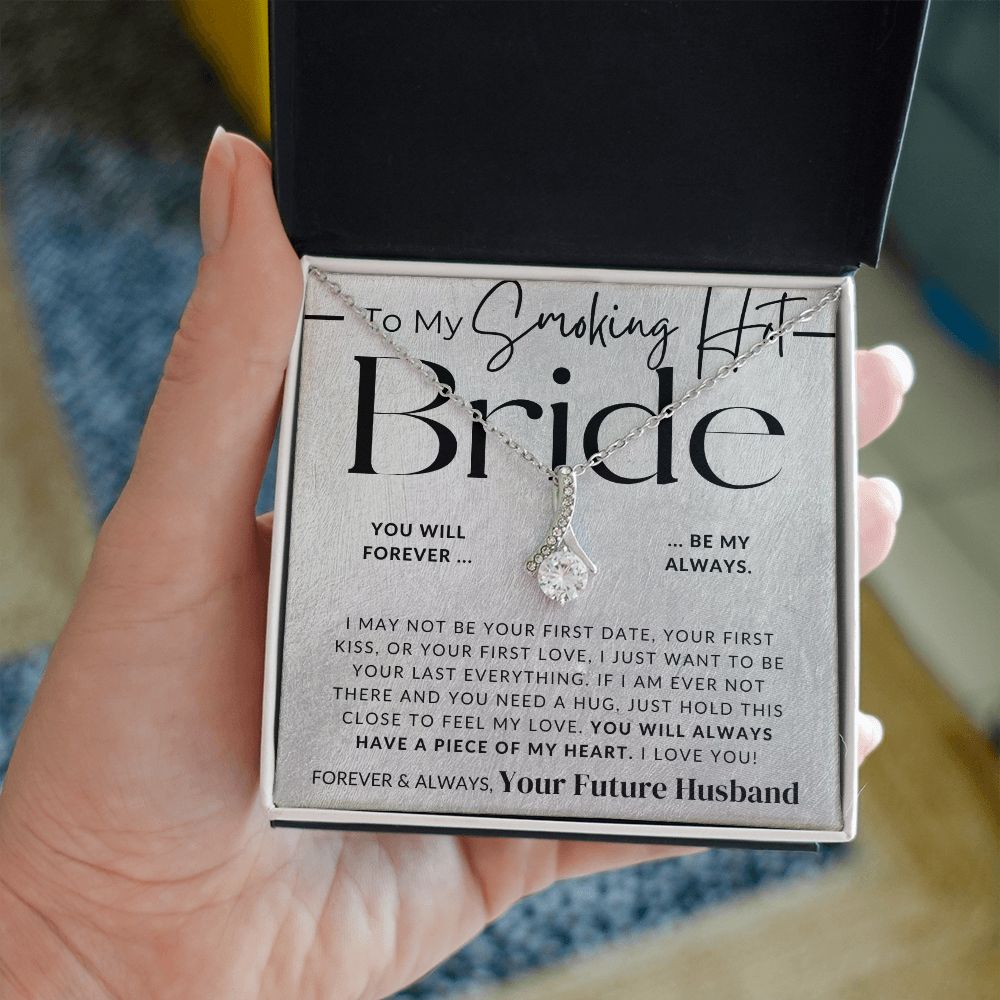 To My Smoking Hot
Bride
YOU WILL
FOREVER ...
... BE MY
ALWAYS.
I MAY NOT BE YOUR FIRST DATE, YOUR FIRST
KISS, OR YOUR FIRST LOVE, I JUST WANT TO BE
YOUR LAST EVERYTHING. IF I AM EVER NOT
THERE AND YOU NEED A HUG, JUST HOLD THIS
CLOSE TO FEEL MY LOVE. YOU WILL ALWAYS
HAVE A PIECE OF MY HEART. I LOVE YOU!
FOREVER & ALWAYS, Your Future Husband